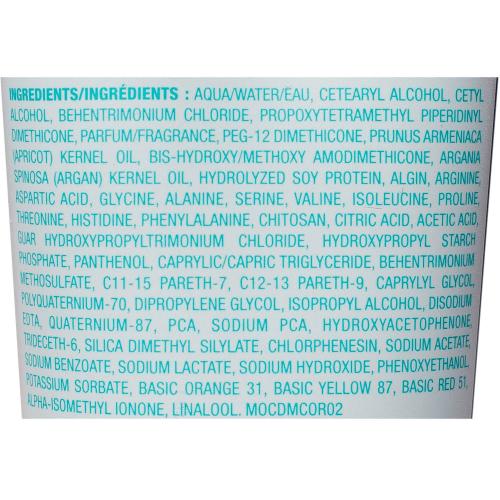 INGREDIENTS/INGRÉDIENTS : AQUA/WATER/EAU, CETEARYL ALCOHOL, CETYL
ALCOHOL, BEHENTRIMONIUM CHLORIDE, PROPOXYTETRAMETHYL PIPERIDINYL
DIMETHICONE, PARFUM/FRAGRANCE, PEG-12 DIMETHICONE, PRUNUS ARMENIACA
(APRICOT) KERNEL OIL, BIS-HYDROXY/METHOXY AMODIMETHICONE, ARGANIA
SPINOSA (ARGAN) KERNEL OIL, HYDROLYZED SOY PROTEIN, ALGIN, ARGININE,
ASPARTIC ACID, GLYCINE, ALANINE, SERINE, VALINE, ISOLEUCINE, PROLINE,
THREONINE, HISTIDINE, PHENYLALANINE, CHITOSAN, CITRIC ACID, ACETIC ACID,
GUAR HYDROXYPROPYLTRIMONIUM CHLORIDE, HYDROXYPROPYL STARCH
PHOSPHATE, PANTHENOL, CAPRYLIC/CAPRIC TRIGLYCERIDE, BEHENTRIMONIUM
METHOSULFATE, C11-15 PARETH-7, C12-13 PARETH-9, CAPRYLYL GLYCOL,
POLYQUATERNIUM-70, DIPROPYLENE GLYCOL, ISOPROPYL ALCOHOL, DISODIUM
EDTA, QUATERNIUM-87, PCA, SODIUM PCA, HYDROXYACETOPHENONE,
TRIDECETH-6, SILICA DIMETHYL SILYLATE, CHLORPHENESIN, SODIUM ACETATE,
SODIUM BENZOATE, SODIUM LACTATE, SODIUM HYDROXIDE, PHENOXYETHANOL,
POTASSIUM SORBATE, BASIC ORANGE 31, BASIC YELLOW 87, BASIC RED 51,
ALPHA-ISOMETHYL IONONE, LINALOOL. MOCDMCOR02